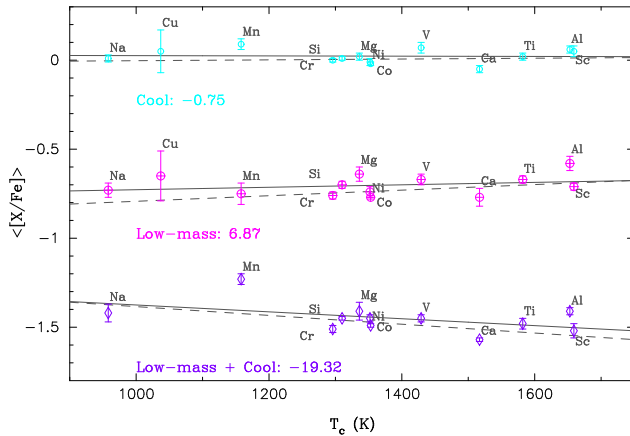 Cu
Mn
Al
Na
Si
Mg
Ni
V
Ti
Cr
Co
Ca
Sc
0
Cool: −0.75
−0.5
Cu
Al
Na
Mn
Si
Mg
V
Ti
Cr
Ni
Co
Ca
Sc
Low−mass: 6.87
−1
<[X/Fe]>
Mn
Na
Si
Mg
V
Ti
Al
Cr
Ni
Co
Ca
Sc
−1.5
Low−mass + Cool: −19.32
1000 1200 1400 1600
Tc (K)